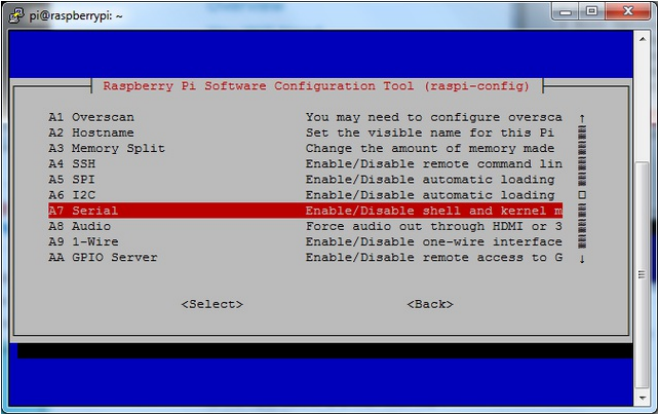 pi@raspberrypi: ~
Raspberry Pi Software Configuration Tool (raspi-config)
A1 Overscan You may need to configure oversca
A2 Hostname Set the visible name for this Pi
A3 Memory Split Change the amount of memory made
A4 SSH Enable/Disable remote command lin
A5 SPI Enable/Disable automatic loading
A6 I2C Enable/Disable automatic loading
A7 Serial Enable/Disable shell and kernel m
A8 Audio Force audio out through HDMI or 3
A9 1-Wire Enable/Disable one-wire interface
AA GPIO Server Enable/Disable remote access to G
<Select> <Back>